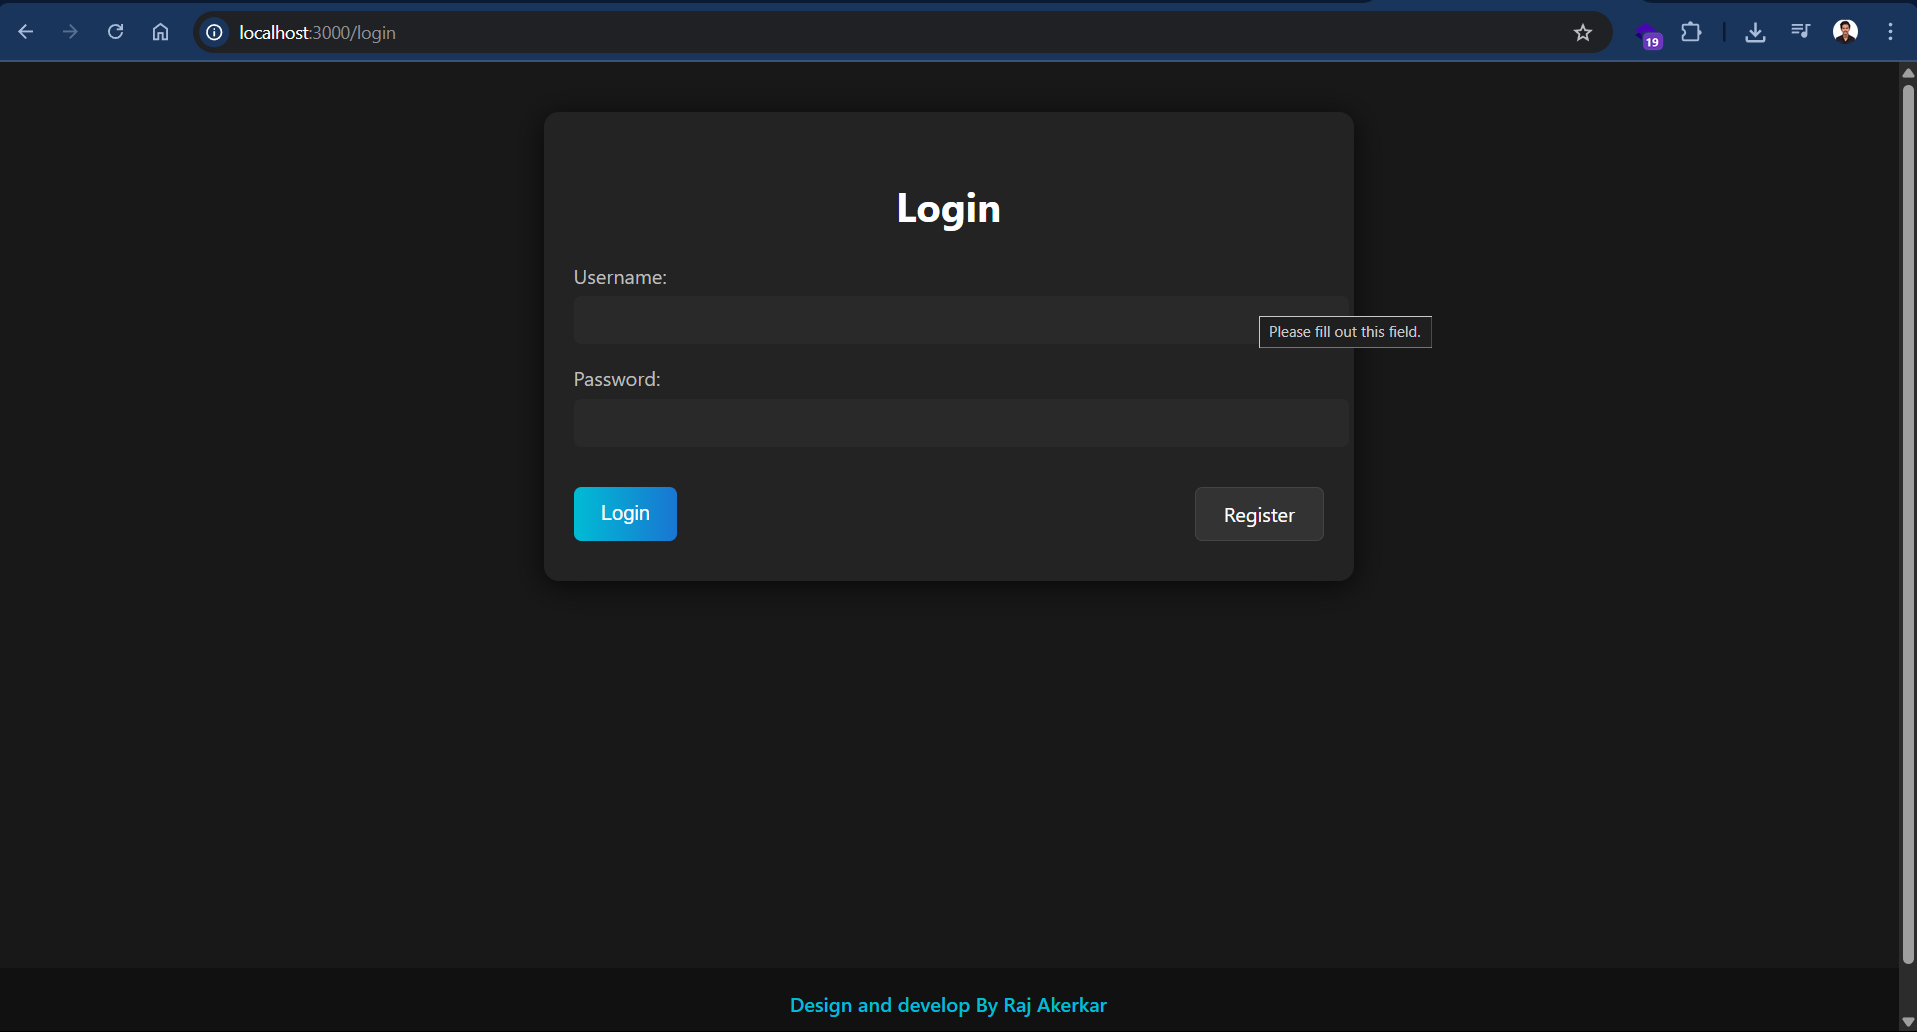 localhost:3000/login
19
Login
Username:
Please fill out this field.
Password:
Login
Register
Design and develop By Raj Akerkar